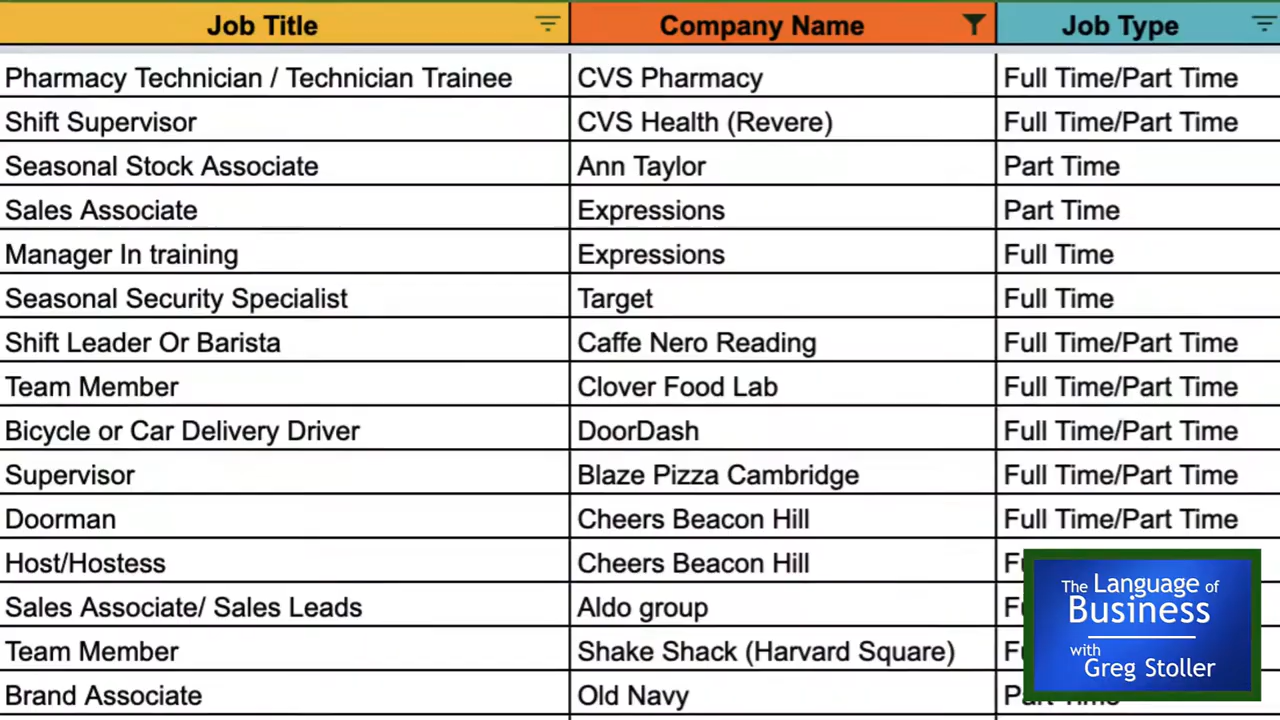 Job Title Company Name Job Type
Pharmacy Technician / Technician Trainee CVS Pharmacy Full Time/Part Time
Shift Supervisor CVS Health (Revere) Full Time/Part Time
Seasonal Stock Associate Ann Taylor Part Time
Sales Associate Expressions Part Time
Manager In training Expressions Full Time
Seasonal Security Specialist Target Full Time
Shift Leader Or Barista Caffe Nero Reading Full Time/Part Time
Team Member Clover Food Lab Full Time/Part Time
Bicycle or Car Delivery Driver DoorDash Full Time/Part Time
Supervisor Blaze Pizza Cambridge Full Time/Part Time
Doorman Cheers Beacon Hill Full Time/Part Time
Host/Hostess Cheers Beacon Hill
Sales Associate/ Sales Leads Aldo group
Team Member Shake Shack (Harvard Square)
Brand Associate Old Navy Part Time
The Language of
Business
with
Greg Stoller